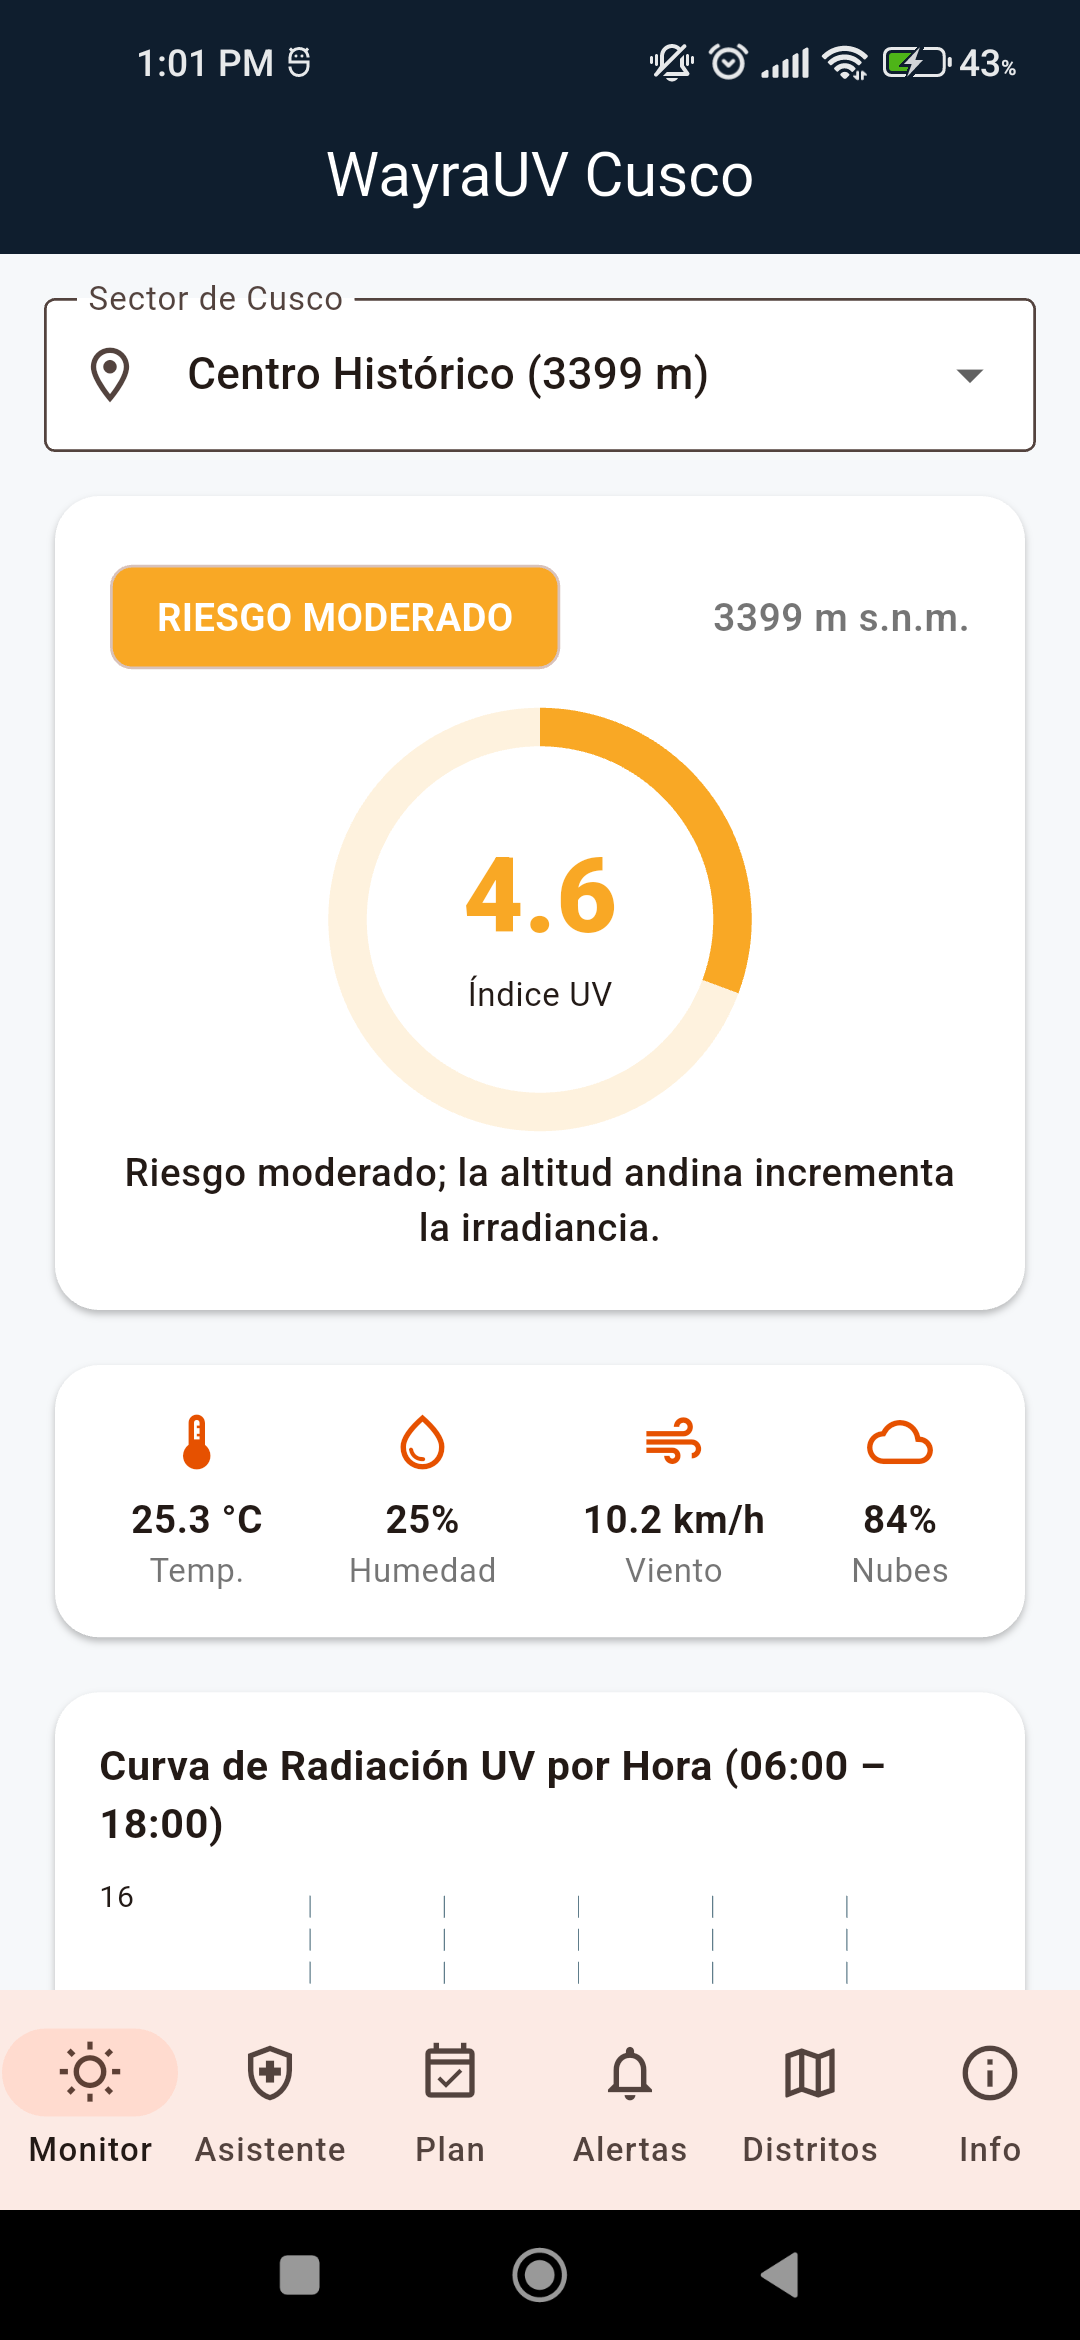 1:01 PM
43%
WayraUV Cusco
Sector de Cusco
Centro Histórico (3399 m)
RIESGO MODERADO
3399 m s.n.m.
4.6
Índice UV
Riesgo moderado; la altitud andina incrementa
la irradiancia.
25.3 °C 25% 10.2 km/h 84%
Temp. Humedad Viento Nubes
Curva de Radiación UV por Hora (06:00 –
18:00)
16
Monitor Asistente Plan Alertas Distritos Info